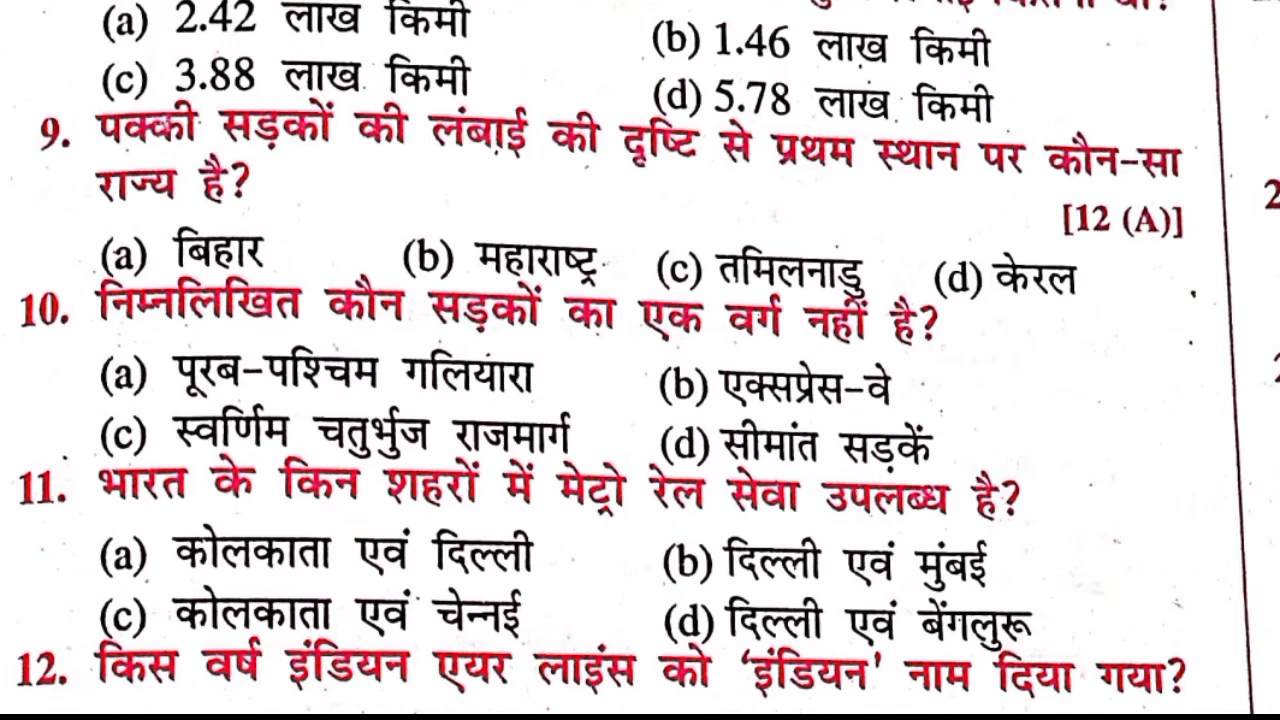 (a) 2.42 लाख किमी
(b) 1.46 लाख किमी
(c) 3.88 लाख किमी
(d) 5.78 लाख किमी
9. पक्की सड़कों की लंबाई की दृष्टि से प्रथम स्थान पर कौन-सा
राज्य है?
[12 (A)]
(a) बिहार (b) महाराष्ट्र (c) तमिलनाडु (d) केरल
10. निम्नलिखित कौन सड़कों का एक वर्ग नहीं है?
(a) पूरब-पश्चिम गलियारा (b) एक्सप्रेस-वे
(c) स्वर्णिम चतुर्भुज राजमार्ग (d) सीमांत सड़कें
11. भारत के किन शहरों में मेट्रो रेल सेवा उपलब्ध है?
(a) कोलकाता एवं दिल्ली (b) दिल्ली एवं मुंबई
(c) कोलकाता एवं चेन्नई (d) दिल्ली एवं बेंगलुरू
12. किस वर्ष इंडियन एयर लाइंस को 'इंडियन' नाम दिया गया?